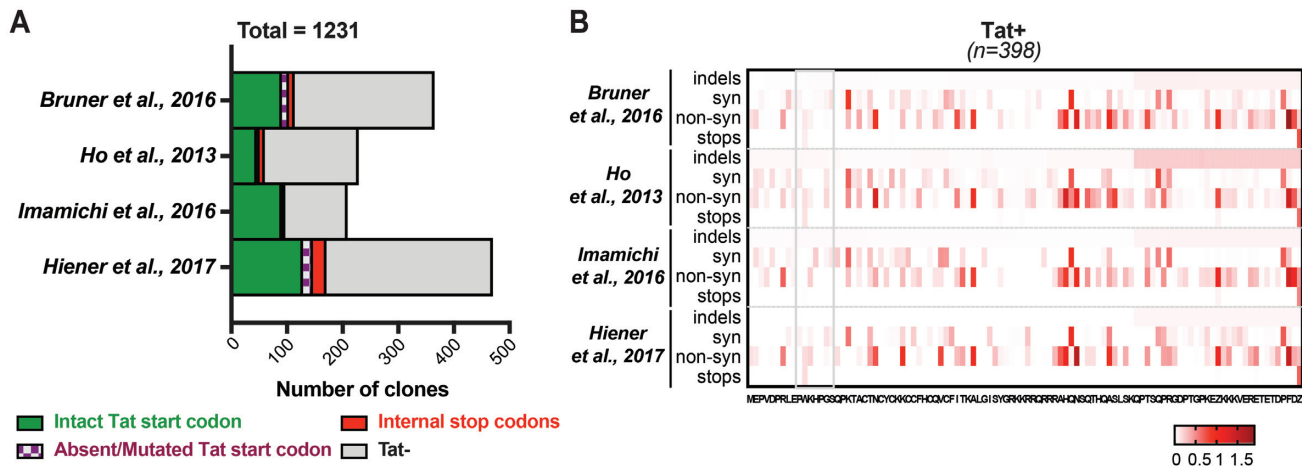 A
Total = 1231
Bruner et al., 2016
Ho et al., 2013
Imamichi et al., 2016
Hiener et al., 2017
0 100 200 300 400 500
Number of clones
Intact Tat start codon
Internal stop codons
Absent/Mutated Tat start codon
Tat-
B
Tat+
(n=398)
Bruner
et al., 2016
indels
syn
non-syn
stops
Ho
et al., 2013
indels
syn
non-syn
stops
Imamichi
et al., 2016
indels
syn
non-syn
stops
Hiener
et al., 2017
indels
syn
non-syn
stops
MEPVDPRLEPWKHPGSQPKTACTNCYCKKCCFHCQVCFITKALGISYGRKKRRQRRRAHQNSQTHQASLSKQPTSQPRGDPTGPKEZKKKVERETETDPFDZ
0 0.5 1 1.5